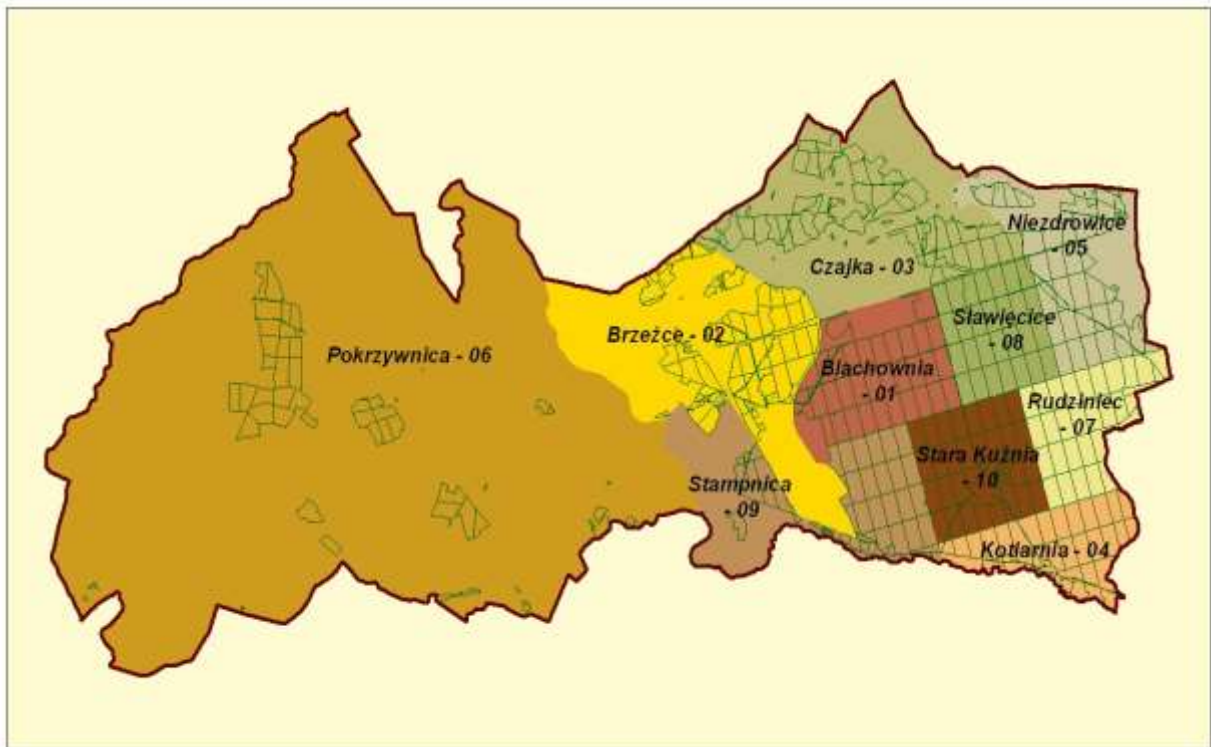 Niezdrowice
- 05
Czajka - 03
Sławięcice
- 08
Brzeźce - 02
Pokrzywnica - 06
Blachownia
- 01
Rudziniec
- 07
Stara Kuźnia
- 10
Stampnica
- 09
Kotlarnia - 04